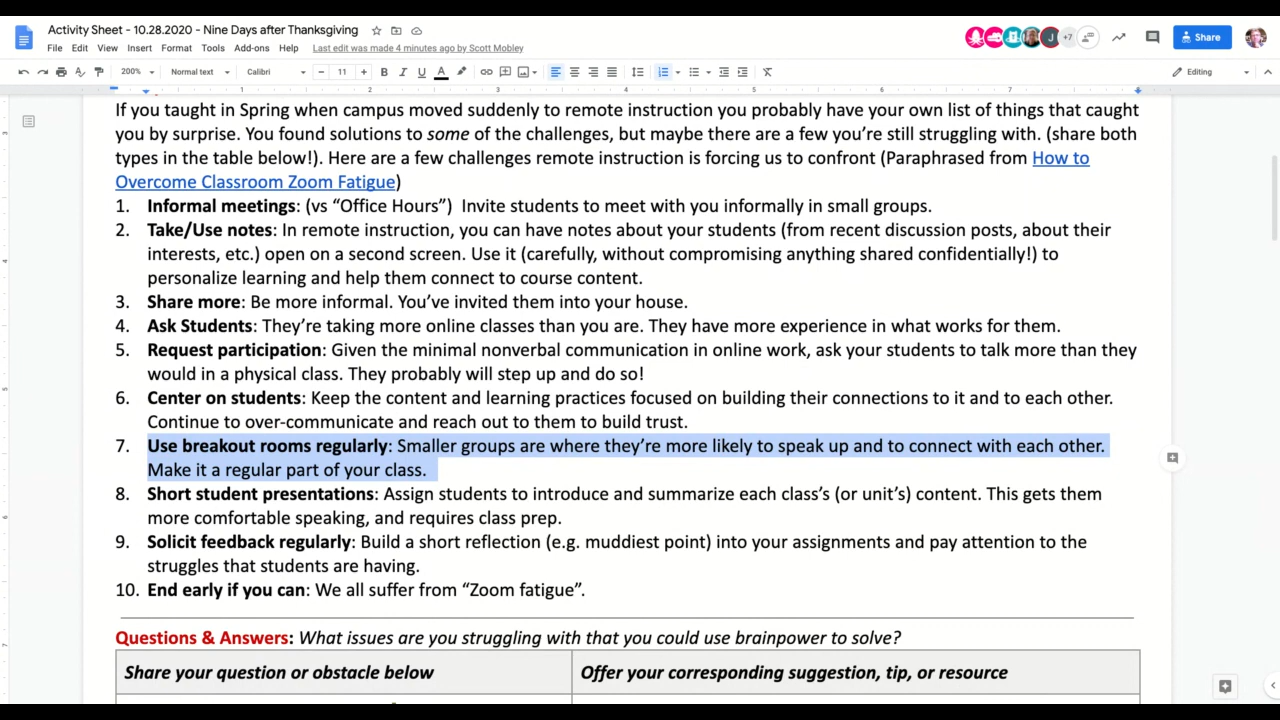 Activity Sheet - 10.28.2020 - Nine Days after Thanksgiving
File Edit View Insert Format Tools Add-ons Help Last edit was made 4 minutes ago by Scott Mobley
J +7 Share
200% Normal text Calibri − 11 + B I U A Editing
1 2 3 4 5 6 7
If you taught in Spring when campus moved suddenly to remote instruction you probably have your own list of things that caught
you by surprise. You found solutions to some of the challenges, but maybe there are a few you're still struggling with. (share both
types in the table below!). Here are a few challenges remote instruction is forcing us to confront (Paraphrased from How to
Overcome Classroom Zoom Fatigue)
1. Informal meetings: (vs “Office Hours”) Invite students to meet with you informally in small groups.
2. Take/Use notes: In remote instruction, you can have notes about your students (from recent discussion posts, about their
interests, etc.) open on a second screen. Use it (carefully, without compromising anything shared confidentially!) to
personalize learning and help them connect to course content.
3. Share more: Be more informal. You’ve invited them into your house.
4. Ask Students: They’re taking more online classes than you are. They have more experience in what works for them.
5. Request participation: Given the minimal nonverbal communication in online work, ask your students to talk more than they
would in a physical class. They probably will step up and do so!
6. Center on students: Keep the content and learning practices focused on building their connections to it and to each other.
Continue to over-communicate and reach out to them to build trust.
7. Use breakout rooms regularly: Smaller groups are where they’re more likely to speak up and to connect with each other.
Make it a regular part of your class.
8. Short student presentations: Assign students to introduce and summarize each class’s (or unit’s) content. This gets them
more comfortable speaking, and requires class prep.
9. Solicit feedback regularly: Build a short reflection (e.g. muddiest point) into your assignments and pay attention to the
struggles that students are having.
10. End early if you can: We all suffer from “Zoom fatigue”.
Questions & Answers: What issues are you struggling with that you could use brainpower to solve?
Share your question or obstacle below
Offer your corresponding suggestion, tip, or resource